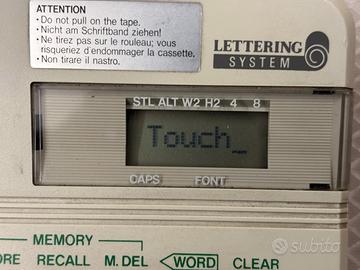 ATTENTION
• Do not pull on the tape.
• Nicht am Schriftband ziehen!
• Ne tirez pas sur le rouleau; vous
risqueriez d'endommager la cassette.
• Non tirare il nastro.
LETTERING
SYSTEM
STL ALT W2 H2 4 8
Touch_
CAPS FONT
MEMORY
ORE RECALL M. DEL WORD CLEAR
subito